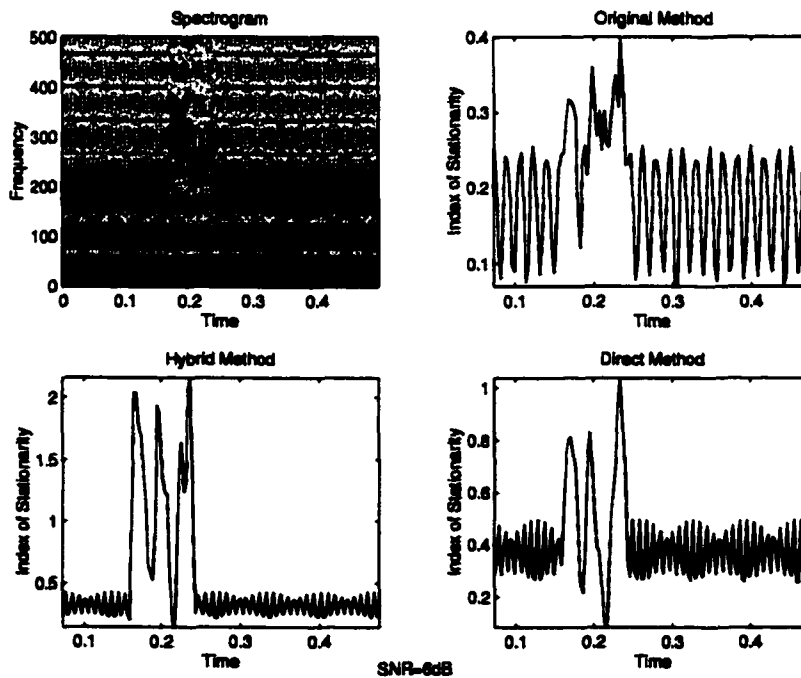 Spectrogram
Original Method
500
400
300
200
100
0
Frequency
0 0.1 0.2 0.3 0.4
Time
0.4
0.3
0.2
0.1
Index of Stationarity
0.1 0.2 0.3 0.4
Time
Hybrid Method
Direct Method
2
1.5
1
0.5
Index of Stationarity
0.1 0.2 0.3 0.4
Time
1
0.8
0.6
0.4
0.2
Index of Stationarity
0.1 0.2 0.3 0.4
Time
SNR=6dB